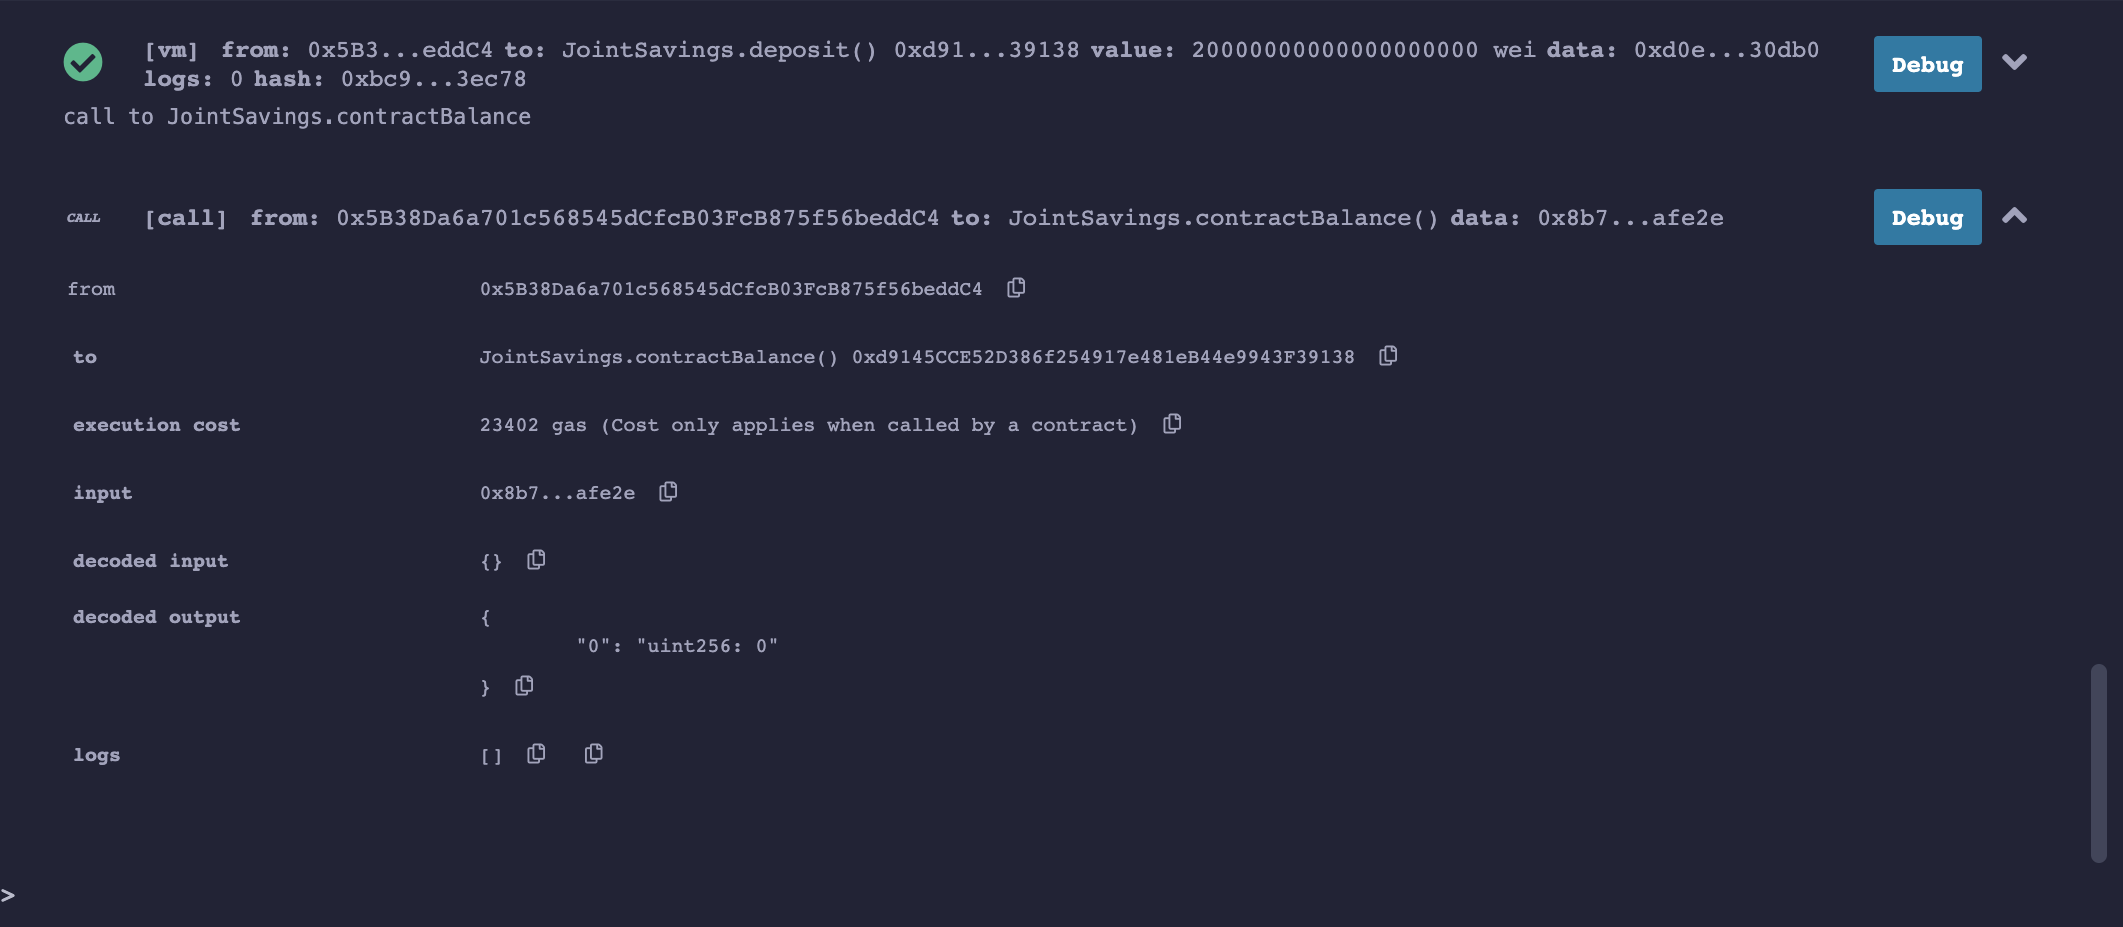 [vm] from: 0x5B3...eddC4 to: JointSavings.deposit() 0xd91...39138 value: 20000000000000000000 wei data: 0xd0e...30db0
logs: 0 hash: 0xbc9...3ec78
Debug
call to JointSavings.contractBalance
CALL [call] from: 0x5B38Da6a701c568545dCfcB03FcB875f56beddC4 to: JointSavings.contractBalance() data: 0x8b7...afe2e
Debug
from 0x5B38Da6a701c568545dCfcB03FcB875f56beddC4
to JointSavings.contractBalance() 0xd9145CCE52D386f254917e481eB44e9943F39138
execution cost 23402 gas (Cost only applies when called by a contract)
input 0x8b7...afe2e
decoded input {}
decoded output {
"0": "uint256: 0"
}
logs []
>